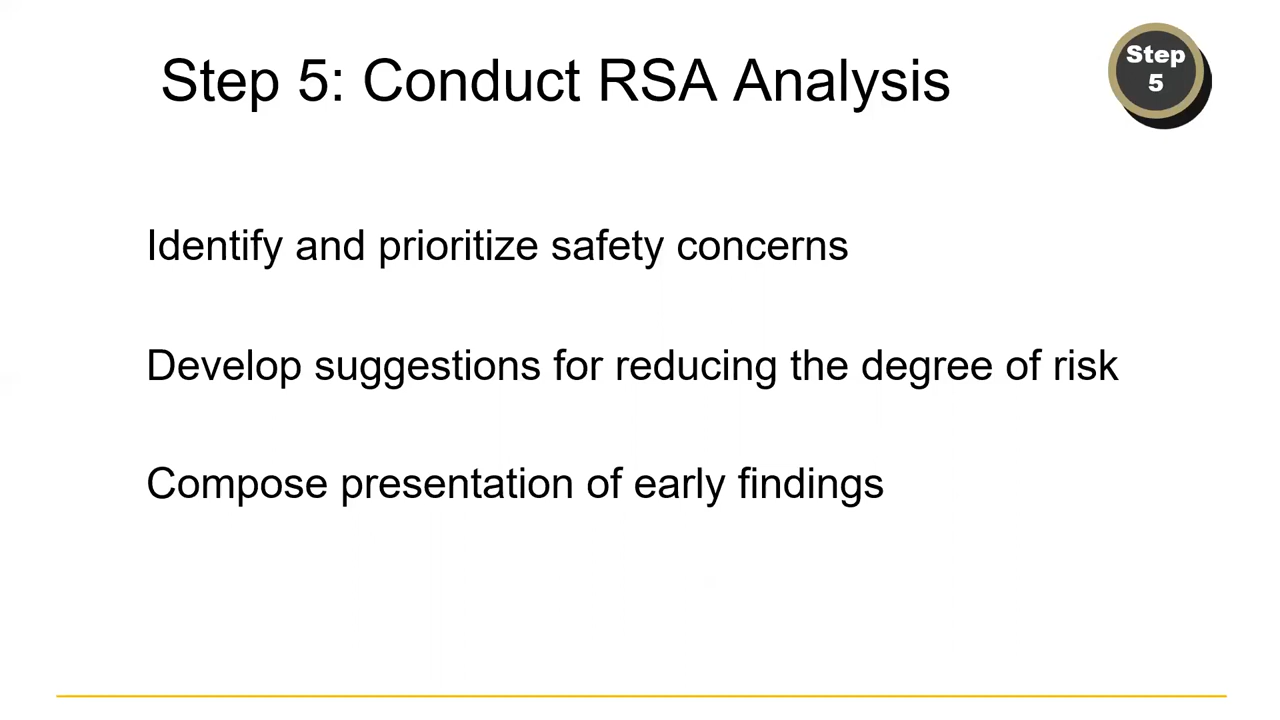 Step 5: Conduct RSA Analysis
Step
5
Identify and prioritize safety concerns
Develop suggestions for reducing the degree of risk
Compose presentation of early findings